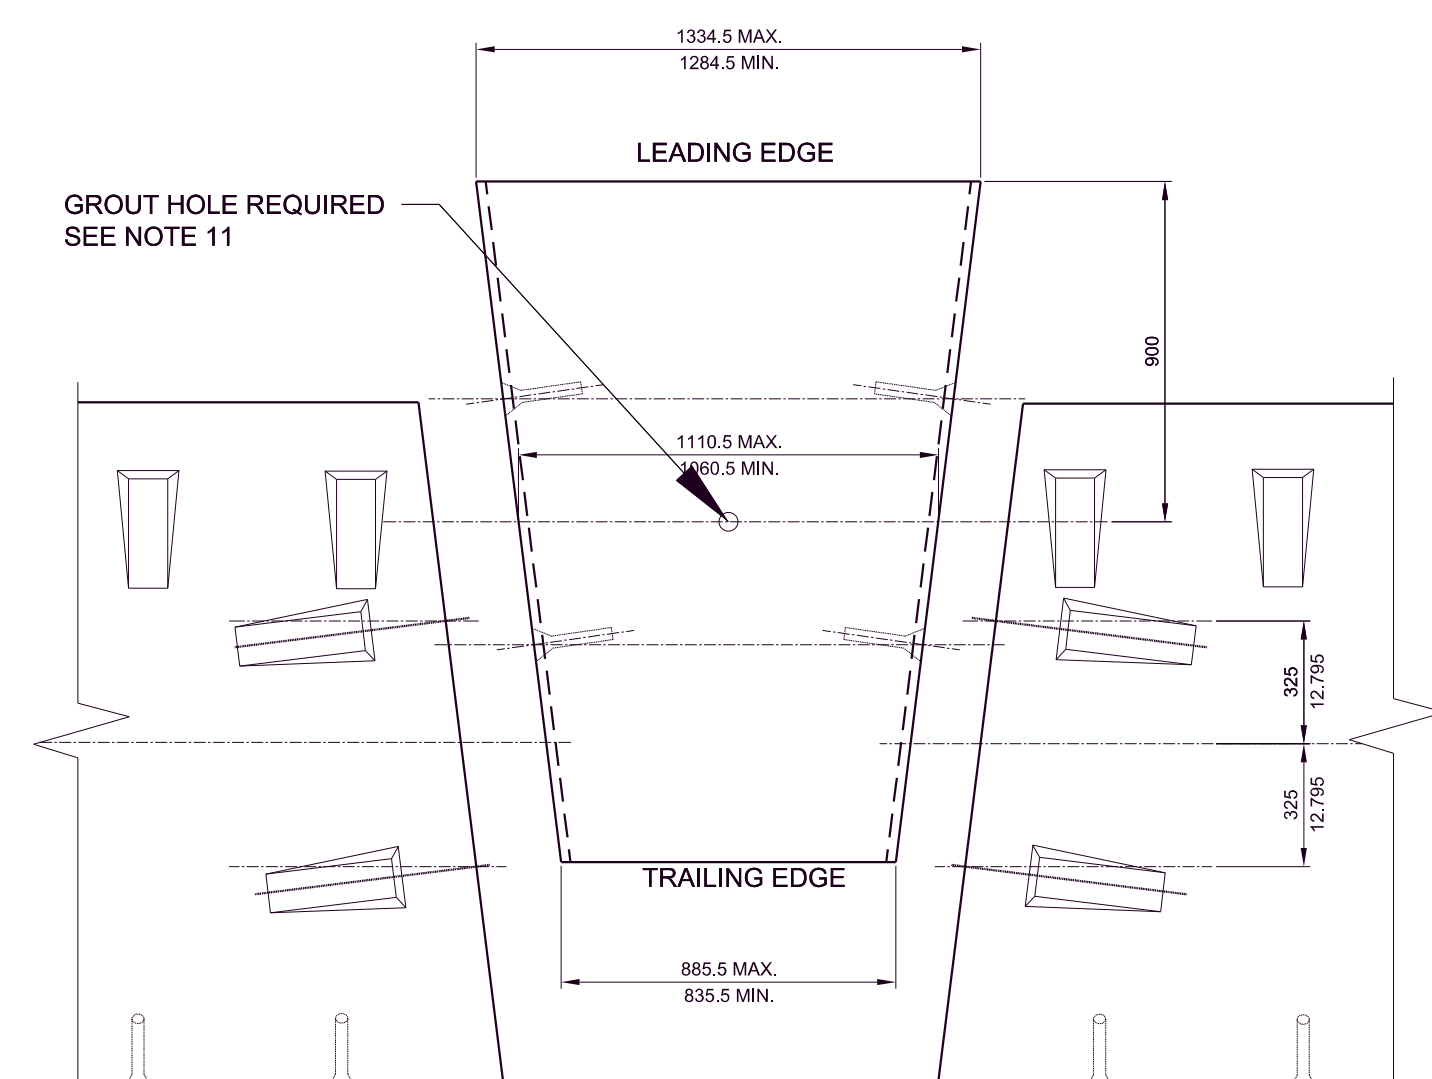 1334.5 MAX.
1284.5 MIN.
LEADING EDGE
GROUT HOLE REQUIRED
SEE NOTE 11
900
1110.5 MAX.
1060.5 MIN.
325
12.795
325
12.795
TRAILING EDGE
885.5 MAX.
835.5 MIN.